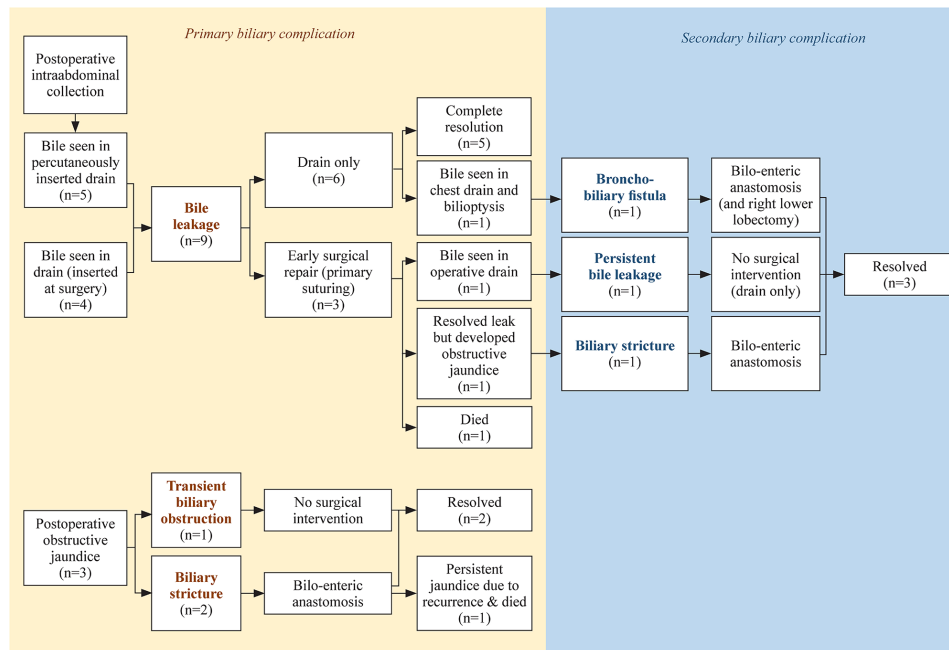 Primary biliary complication
Secondary biliary complication
Postoperative
intraabdominal
collection
Bile seen in
percutaneously
inserted drain
(n=5)
Bile seen in
drain (inserted
at surgery)
(n=4)
Bile
leakage
(n=9)
Drain only
(n=6)
Early surgical
repair (primary
suturing)
(n=3)
Complete
resolution
(n=5)
Bile seen in
chest drain and
bilioptysis
(n=1)
Bile seen in
operative drain
(n=1)
Resolved leak
but developed
obstructive
jaundice
(n=1)
Died
(n=1)
Broncho-
biliary fistula
(n=1)
Persistent
bile leakage
(n=1)
Biliary stricture
(n=1)
Bilo-enteric
anastomosis
(and right lower
lobectomy)
No surgical
intervention
(drain only)
Bilo-enteric
anastomosis
Resolved
(n=3)
Postoperative
obstructive
jaundice
(n=3)
Transient
biliary
obstruction
(n=1)
Biliary
stricture
(n=2)
No surgical
intervention
Bilo-enteric
anastomosis
Resolved
(n=2)
Persistent
jaundice due to
recurrence & died
(n=1)